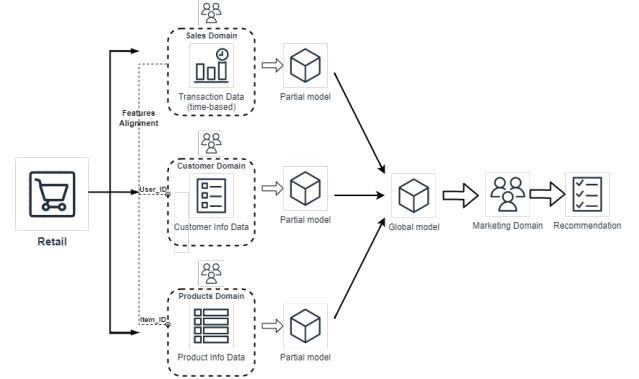 Sales Domain
Transaction Data
(time-based)
Partial model
Features
Alignment
Customer Domain
User_ID
Customer Info Data
Partial model
Retail
Global model
Marketing Domain
Recommendation
Products Domain
Item_ID
Product Info Data
Partial model